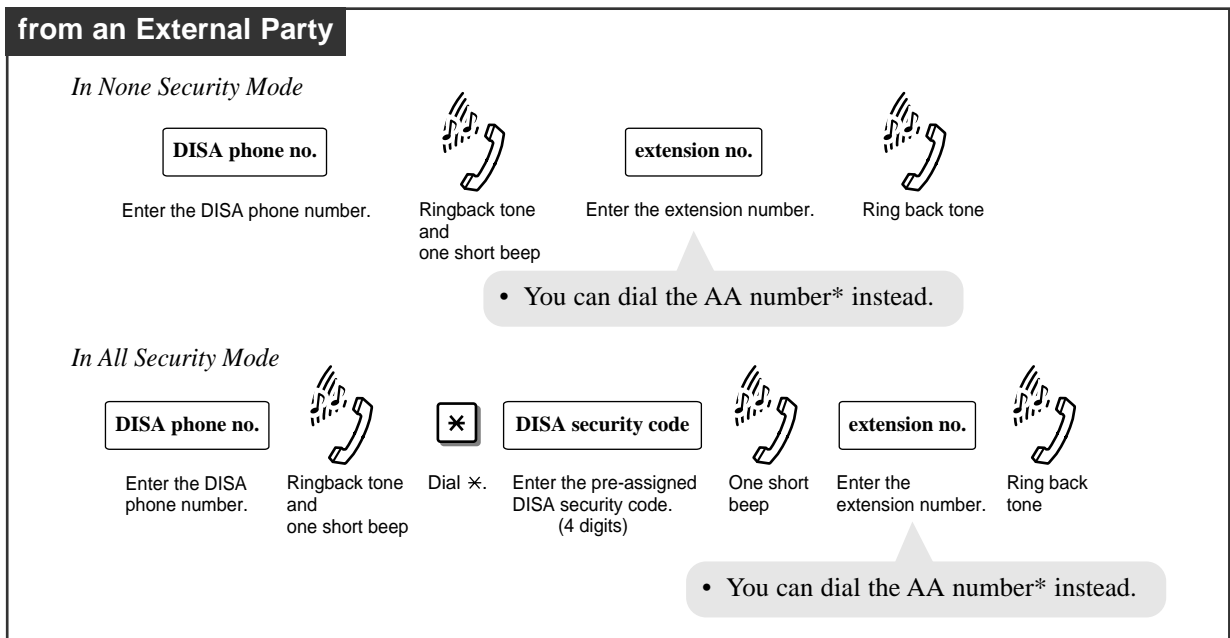 from an External Party
In None Security Mode
DISA phone no.
extension no.
Enter the DISA phone number.
Ringback tone
and
one short beep
Enter the extension number.
Ring back tone
• You can dial the AA number* instead.
In All Security Mode
DISA phone no.
*
DISA security code
extension no.
Enter the DISA
phone number.
Ringback tone
and
one short beep
Dial *.
Enter the pre-assigned
DISA security code.
(4 digits)
One short
beep
Enter the
extension number.
Ring back
tone
• You can dial the AA number* instead.